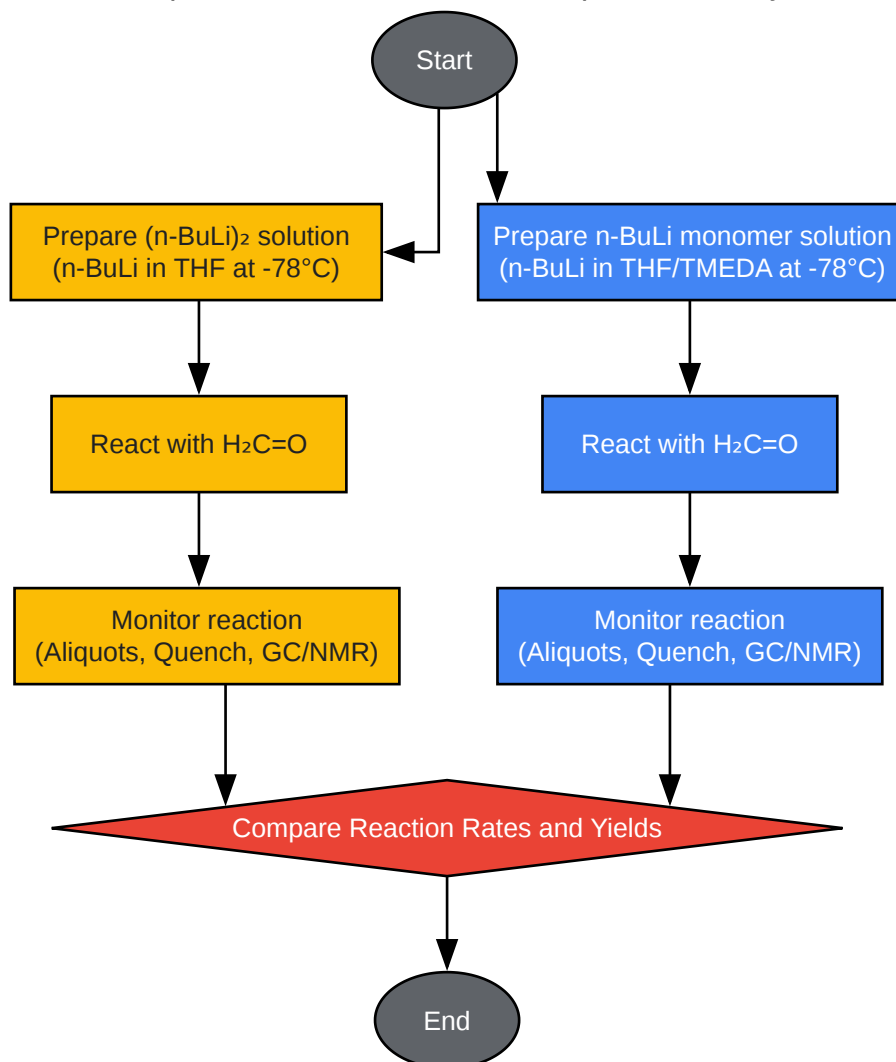 Start
Prepare (n-BuLi)₂ solution
(n-BuLi in THF at -78°C)
Prepare n-BuLi monomer solution
(n-BuLi in THF/TMEDA at -78°C)
React with H₂C=O
React with H₂C=O
Monitor reaction
(Aliquots, Quench, GC/NMR)
Monitor reaction
(Aliquots, Quench, GC/NMR)
Compare Reaction Rates and Yields
End